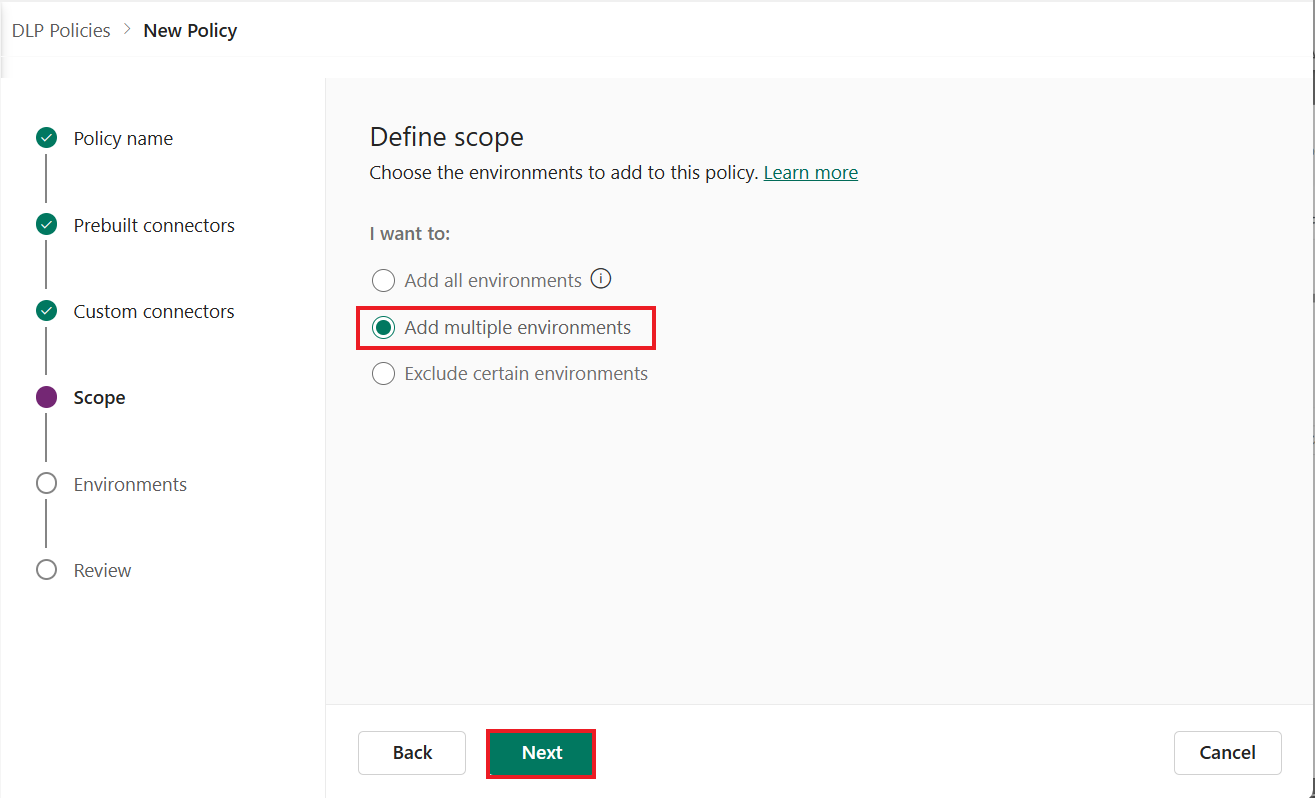 DLP Policies > New Policy
Policy name
Prebuilt connectors
Custom connectors
Scope
Environments
Review
Define scope
Choose the environments to add to this policy. Learn more
I want to:
Add all environments
Add multiple environments
Exclude certain environments
Back
Next
Cancel